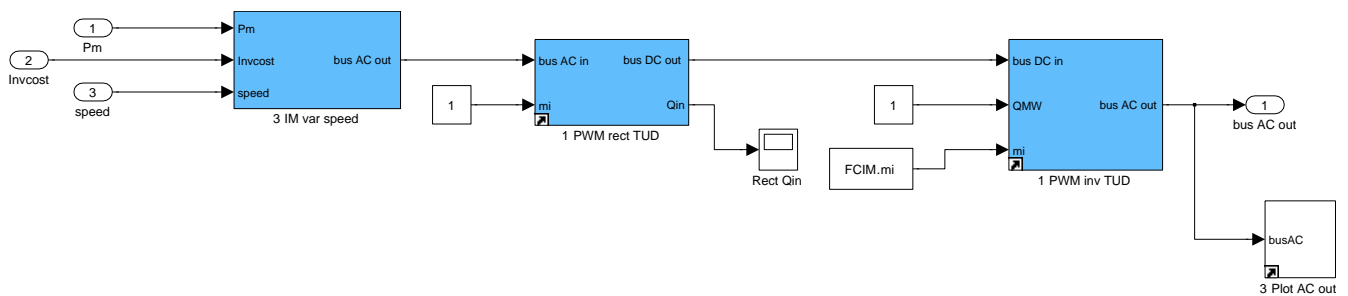 1
Pm
2
Invcost
3
speed
Pm
Invcost
speed
bus AC out
3 IM var speed
1
bus AC in
mi
bus DC out
Qin
1 PWM rect TUD
Rect Qin
1
FCIM.mi
bus DC in
QMW
mi
bus AC out
1 PWM inv TUD
1
bus AC out
busAC
3 Plot AC out